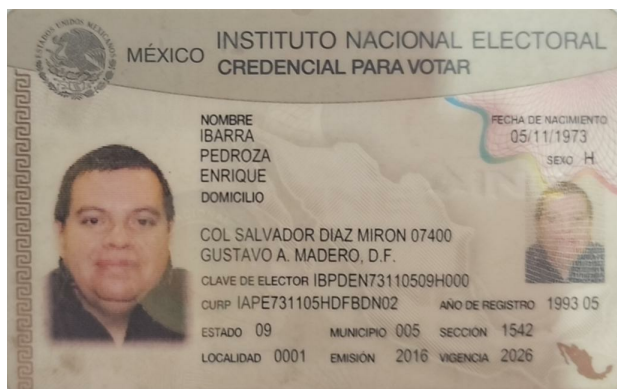 MÉXICO
INSTITUTO NACIONAL ELECTORAL
CREDENCIAL PARA VOTAR
NOMBRE
IBARRA
PEDROZA
ENRIQUE
FECHA DE NACIMIENTO
05/11/1973
SEXO H
DOMICILIO
COL SALVADOR DIAZ MIRON 07400
GUSTAVO A. MADERO, D.F.
CLAVE DE ELECTOR IBPDEN73110509H000
CURP IAPE731105HDFBDN02 AÑO DE REGISTRO 1993 05
ESTADO 09 MUNICIPIO 005 SECCIÓN 1542
LOCALIDAD 0001 EMISIÓN 2016 VIGENCIA 2026